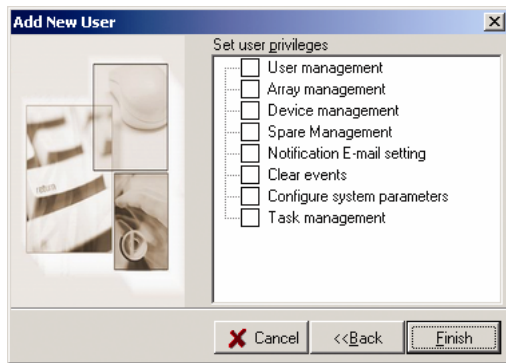 Add New User
Set user privileges
User management
Array management
Device management
Spare Management
Notification E-mail setting
Clear events
Configure system parameters
Task management
return
Cancel
<<Back
Finish